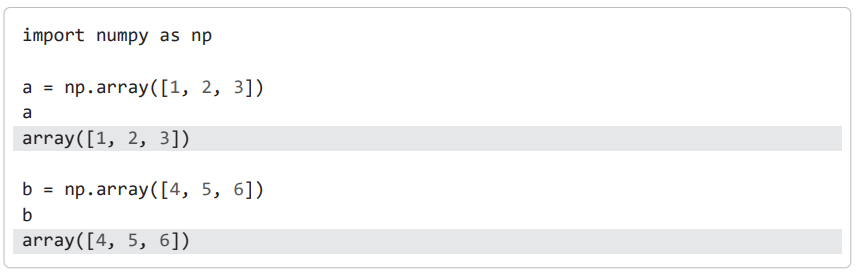 import numpy as np
a = np.array([1, 2, 3])
a
array([1, 2, 3])
b = np.array([4, 5, 6])
b
array([4, 5, 6])